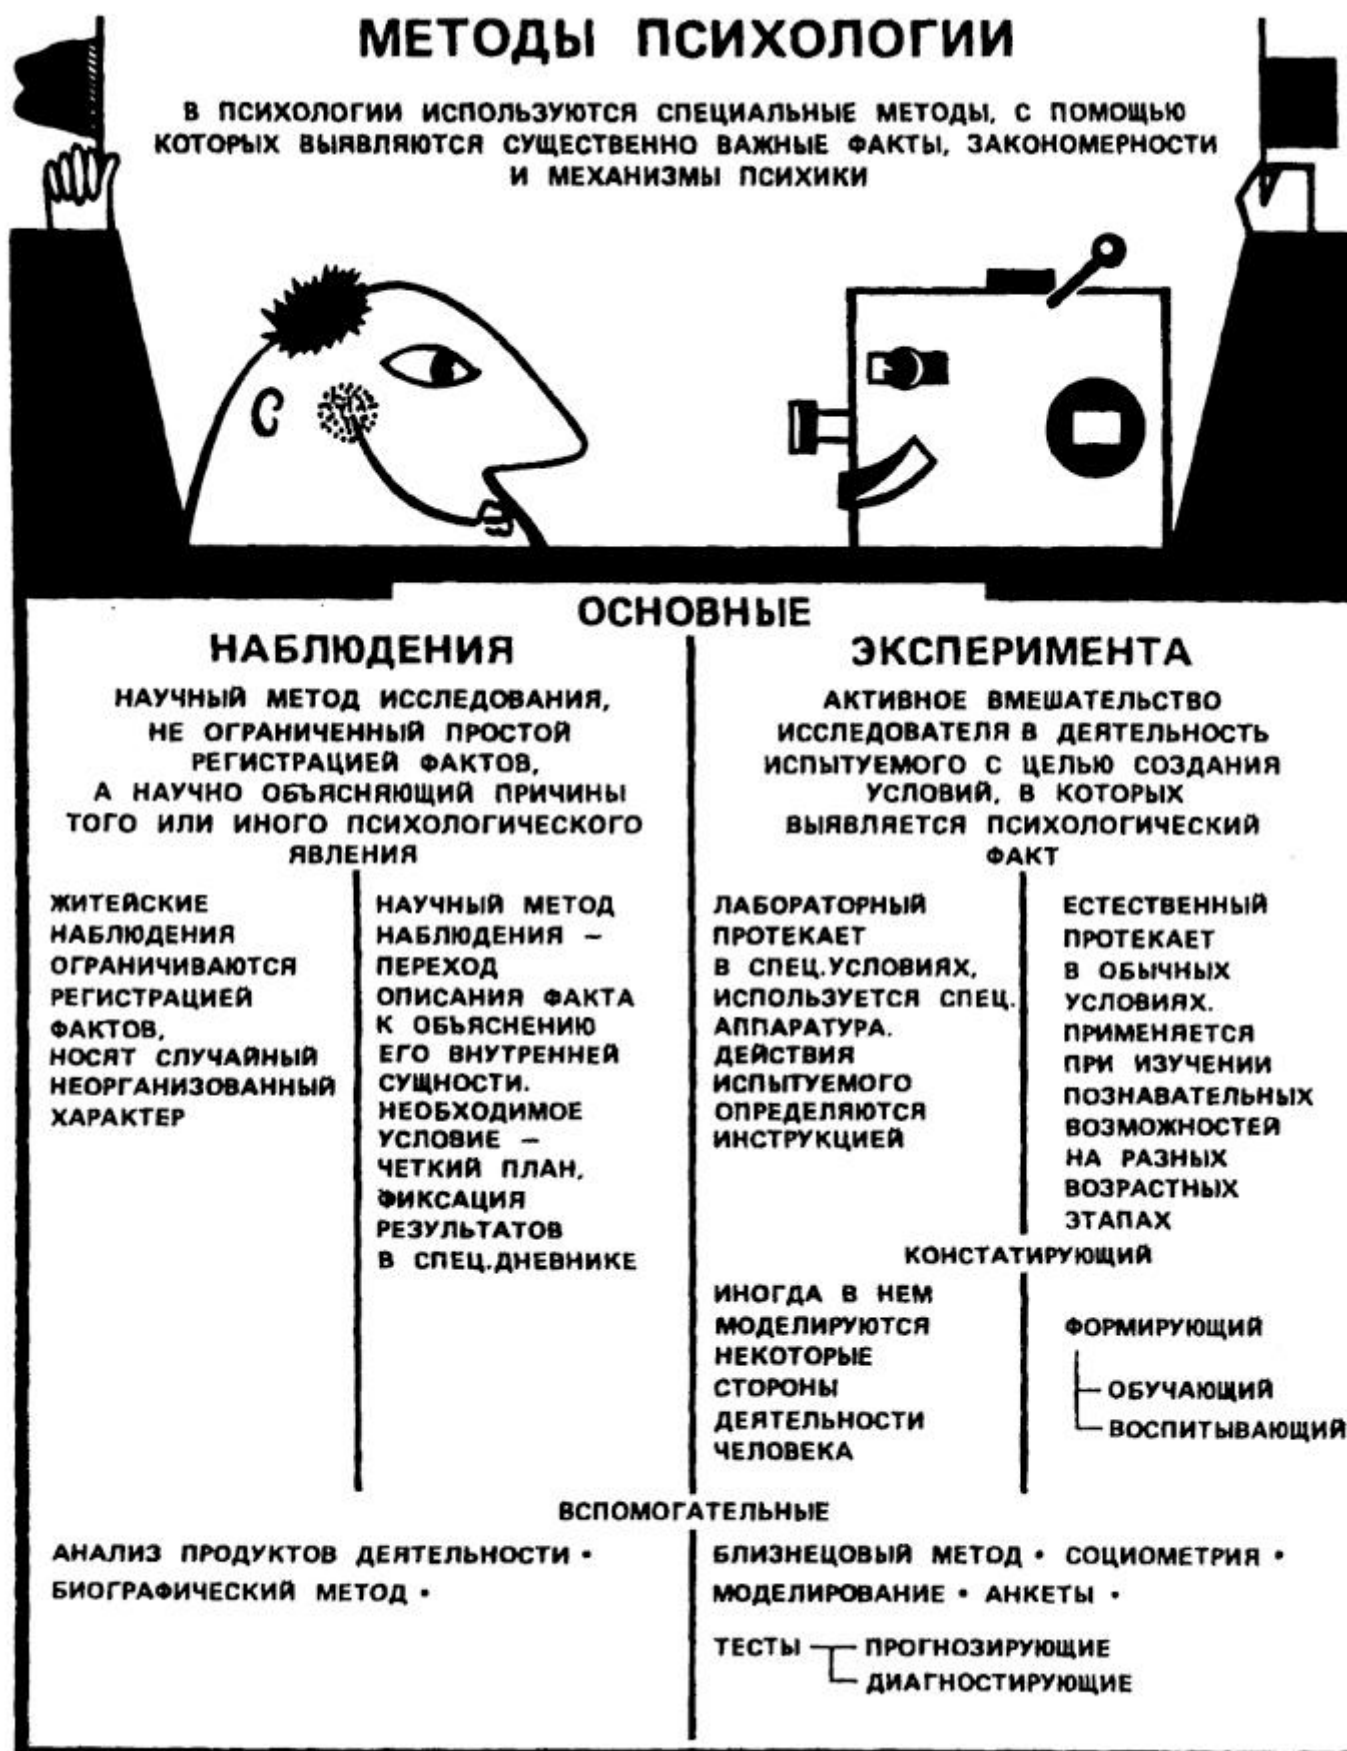 МЕТОДЫ ПСИХОЛОГИИ
В ПСИХОЛОГИИ ИСПОЛЬЗУЮТСЯ СПЕЦИАЛЬНЫЕ МЕТОДЫ, С ПОМОЩЬЮ
КОТОРЫХ ВЫЯВЛЯЮТСЯ СУЩЕСТВЕННО ВАЖНЫЕ ФАКТЫ, ЗАКОНОМЕРНОСТИ
И МЕХАНИЗМЫ ПСИХИКИ
ОСНОВНЫЕ
НАБЛЮДЕНИЯ
НАУЧНЫЙ МЕТОД ИССЛЕДОВАНИЯ,
НЕ ОГРАНИЧЕННЫЙ ПРОСТОЙ
РЕГИСТРАЦИЕЙ ФАКТОВ,
А НАУЧНО ОБЪЯСНЯЮЩИЙ ПРИЧИНЫ
ТОГО ИЛИ ИНОГО ПСИХОЛОГИЧЕСКОГО
ЯВЛЕНИЯ
ЖИТЕЙСКИЕ
НАБЛЮДЕНИЯ
ОГРАНИЧИВАЮТСЯ
РЕГИСТРАЦИЕЙ
ФАКТОВ,
НОСЯТ СЛУЧАЙНЫЙ
НЕОРГАНИЗОВАННЫЙ
ХАРАКТЕР
НАУЧНЫЙ МЕТОД
НАБЛЮДЕНИЯ –
ПЕРЕХОД
ОПИСАНИЯ ФАКТА
К ОБЪЯСНЕНИЮ
ЕГО ВНУТРЕННЕЙ
СУЩНОСТИ.
НЕОБХОДИМОЕ
УСЛОВИЕ –
ЧЕТКИЙ ПЛАН,
ФИКСАЦИЯ
РЕЗУЛЬТАТОВ
В СПЕЦ.ДНЕВНИКЕ
ЭКСПЕРИМЕНТА
АКТИВНОЕ ВМЕШАТЕЛЬСТВО
ИССЛЕДОВАТЕЛЯ В ДЕЯТЕЛЬНОСТЬ
ИСПЫТУЕМОГО С ЦЕЛЬЮ СОЗДАНИЯ
УСЛОВИЙ, В КОТОРЫХ
ВЫЯВЛЯЕТСЯ ПСИХОЛОГИЧЕСКИЙ
ФАКТ
ЛАБОРАТОРНЫЙ
ПРОТЕКАЕТ
В СПЕЦ.УСЛОВИЯХ,
ИСПОЛЬЗУЕТСЯ СПЕЦ.
АППАРАТУРА.
ДЕЙСТВИЯ
ИСПЫТУЕМОГО
ОПРЕДЕЛЯЮТСЯ
ИНСТРУКЦИЕЙ
ЕСТЕСТВЕННЫЙ
ПРОТЕКАЕТ
В ОБЫЧНЫХ
УСЛОВИЯХ.
ПРИМЕНЯЕТСЯ
ПРИ ИЗУЧЕНИИ
ПОЗНАВАТЕЛЬНЫХ
ВОЗМОЖНОСТЕЙ
НА РАЗНЫХ
ВОЗРАСТНЫХ
ЭТАПАХ
КОНСТАТИРУЮЩИЙ
ИНОГДА В НЕМ
МОДЕЛИРУЮТСЯ
НЕКОТОРЫЕ
СТОРОНЫ
ДЕЯТЕЛЬНОСТИ
ЧЕЛОВЕКА
ФОРМИРУЮЩИЙ
ОБУЧАЮЩИЙ
ВОСПИТЫВАЮЩИЙ
ВСПОМОГАТЕЛЬНЫЕ
АНАЛИЗ ПРОДУКТОВ ДЕЯТЕЛЬНОСТИ •
БИОГРАФИЧЕСКИЙ МЕТОД •
БЛИЗНЕЦОВЫЙ МЕТОД • СОЦИОМЕТРИЯ •
МОДЕЛИРОВАНИЕ • АНКЕТЫ •
ТЕСТЫ ПРОГНОЗИРУЮЩИЕ
ДИАГНОСТИРУЮЩИЕ